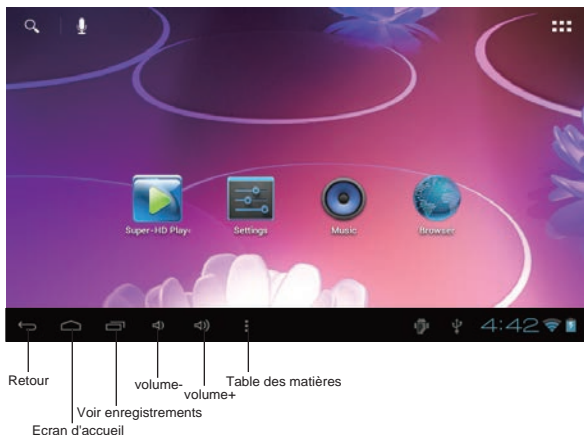 Super-HD Play
Settings
Music
Browser
4:42
Retour
volume-
Table des matières
volume+
Voir enregistrements
Ecran d'accueil